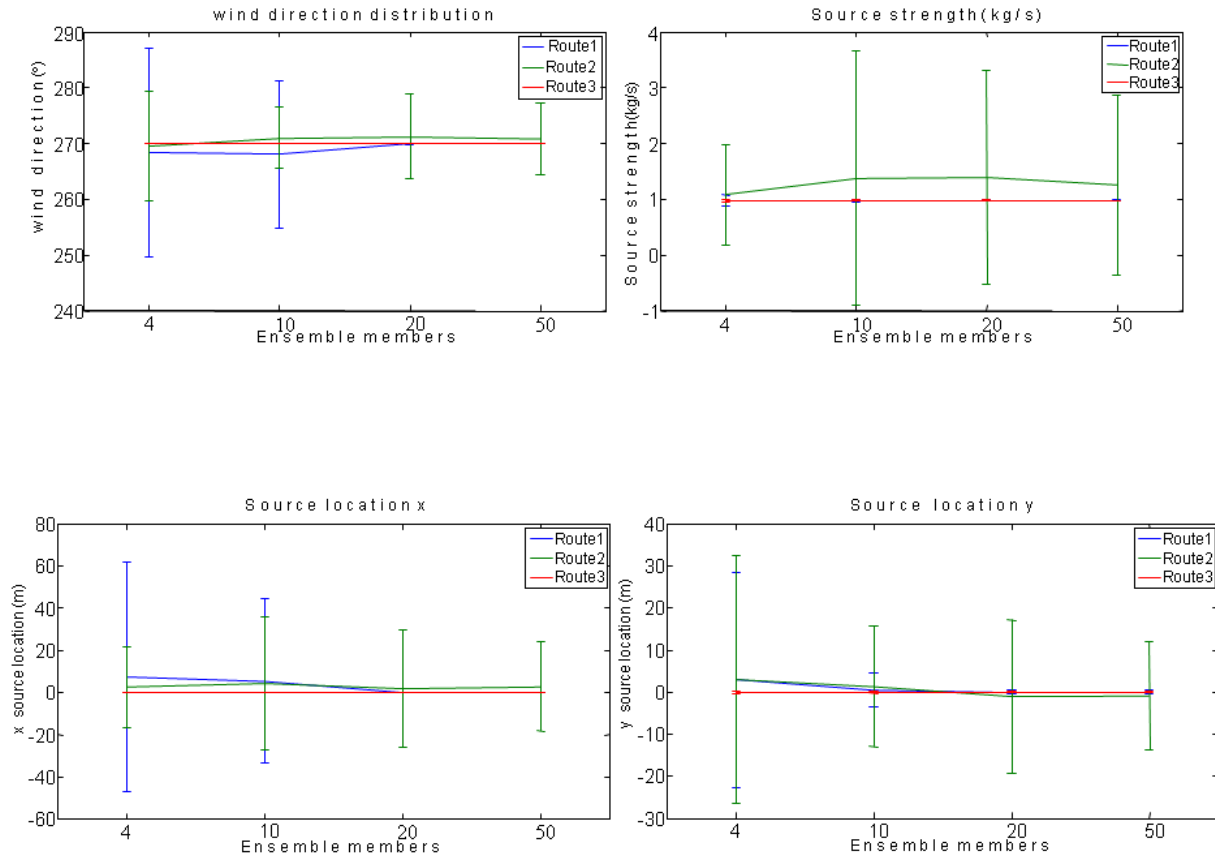 wind direction distribution
290
280
270
260
250
240
wind direction (º)
4 10 20 50
Ensemble members
Route1
Route2
Route3
Source strength(kg/s)
4
3
2
1
0
-1
Source strength(kg/s)
4 10 20 50
Ensemble members
Route1
Route2
Route3
Source location x
80
60
40
20
0
-20
-40
-60
x source location (m)
4 10 20 50
Ensemble members
Route1
Route2
Route3
Source location y
40
30
20
10
0
-10
-20
-30
y source location (m)
4 10 20 50
Ensemble members
Route1
Route2
Route3